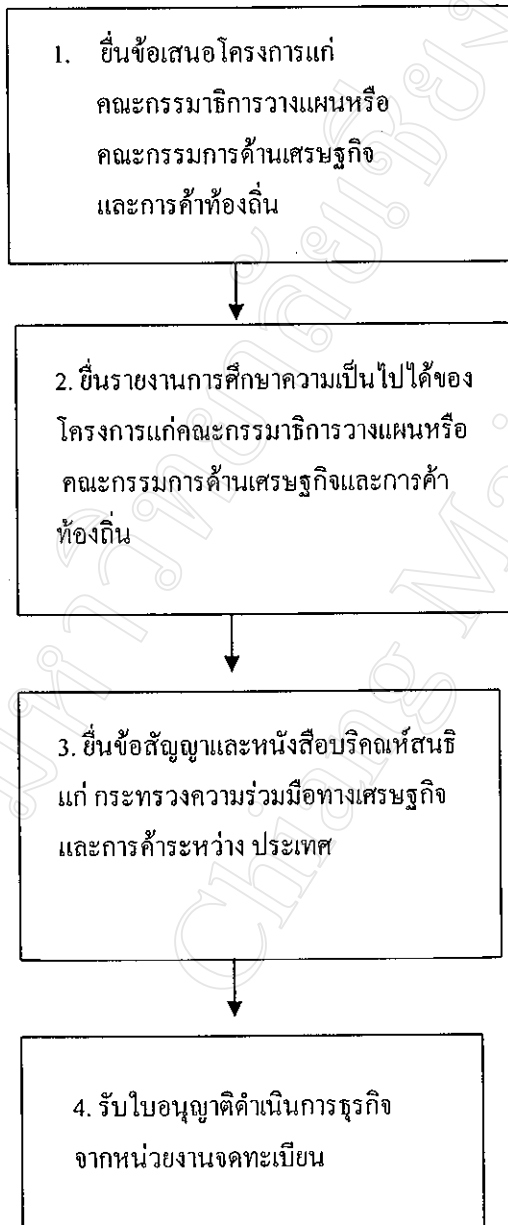 1. ยื่นข้อเสนอโครงการแก่
คณะกรรมาธิการวางแผนหรือ
คณะกรรมการด้านเศรษฐกิจ
และการค้าท้องถิ่น
2. ยื่นรายงานการศึกษาความเป็นไปได้ของ
โครงการแก่คณะกรรมาธิการวางแผนหรือ
คณะกรรมการด้านเศรษฐกิจและการค้า
ท้องถิ่น
3. ยื่นข้อสัญญาและหนังสือบริคณห์สนธิ
แก่ กระทรวงความร่วมมือทางเศรษฐกิจ
และการค้าระหว่าง ประเทศ
4. รับใบอนุญาติดำเนินการธุรกิจ
จากหน่วยงานจดทะเบียน
Chiang